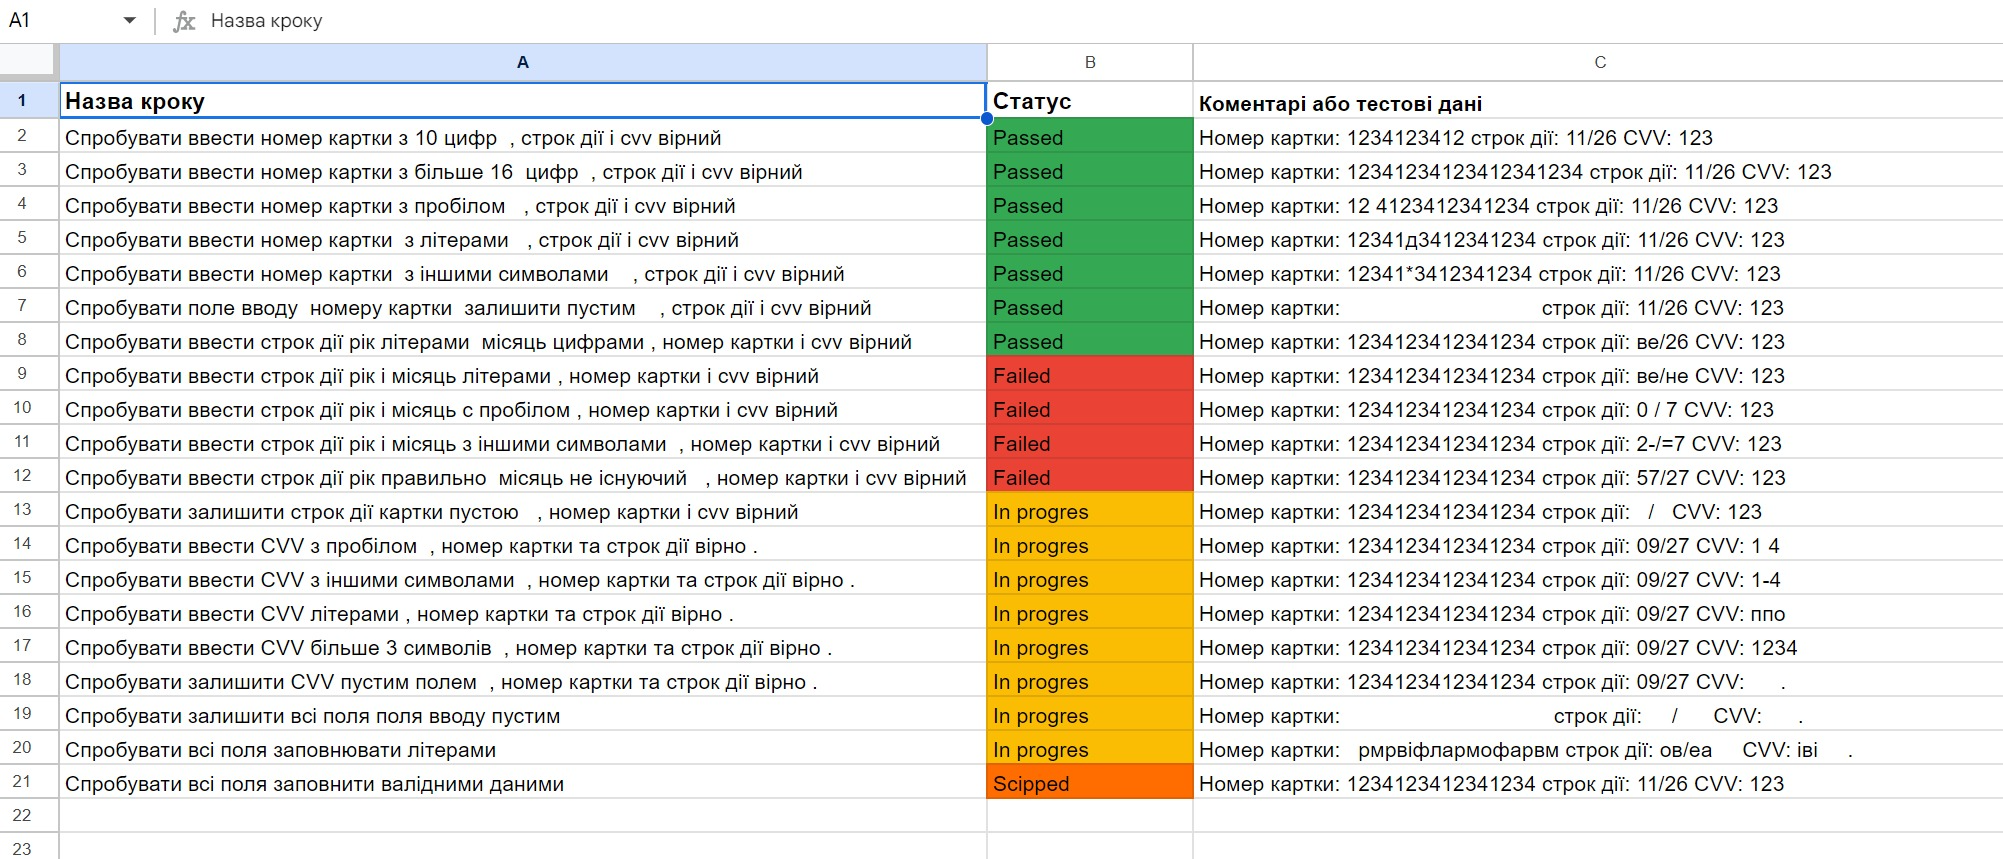 A1 fx Назва кроку
A B C
1 Назва кроку Статус Коментарі або тестові дані
2 Спробувати ввести номер картки з 10 цифр , строк дії і cvv вірний Passed Номер картки: 1234123412 строк дії: 11/26 CVV: 123
3 Спробувати ввести номер картки з більше 16 цифр , строк дії і cvv вірний Passed Номер картки: 12341234123412341234 строк дії: 11/26 CVV: 123
4 Спробувати ввести номер картки з пробілом , строк дії і cvv вірний Passed Номер картки: 12 4123412341234 строк дії: 11/26 CVV: 123
5 Спробувати ввести номер картки з літерами , строк дії і cvv вірний Passed Номер картки: 12341д3412341234 строк дії: 11/26 CVV: 123
6 Спробувати ввести номер картки з іншими символами , строк дії і cvv вірний Passed Номер картки: 12341*3412341234 строк дії: 11/26 CVV: 123
7 Спробувати поле вводу номеру картки залишити пустим , строк дії і cvv вірний Passed Номер картки: строк дії: 11/26 CVV: 123
8 Спробувати ввести строк дії рік літерами місяць цифрами , номер картки і cvv вірний Passed Номер картки: 1234123412341234 строк дії: ве/26 CVV: 123
9 Спробувати ввести строк дії рік і місяць літерами , номер картки і cvv вірний Failed Номер картки: 1234123412341234 строк дії: ве/не CVV: 123
10 Спробувати ввести строк дії рік і місяць с пробілом , номер картки і cvv вірний Failed Номер картки: 1234123412341234 строк дії: 0 / 7 CVV: 123
11 Спробувати ввести строк дії рік і місяць з іншими символами , номер картки і cvv вірний Failed Номер картки: 1234123412341234 строк дії: 2-/=7 CVV: 123
12 Спробувати ввести строк дії рік правильно місяць не існуючий , номер картки і cvv вірний Failed Номер картки: 1234123412341234 строк дії: 57/27 CVV: 123
13 Спробувати залишити строк дії картки пустою , номер картки і cvv вірний In progres Номер картки: 1234123412341234 строк дії: / CVV: 123
14 Спробувати ввести CVV з пробілом , номер картки та строк дії вірно . In progres Номер картки: 1234123412341234 строк дії: 09/27 CVV: 1 4
15 Спробувати ввести CVV з іншими символами , номер картки та строк дії вірно . In progres Номер картки: 1234123412341234 строк дії: 09/27 CVV: 1-4
16 Спробувати ввести CVV літерами , номер картки та строк дії вірно . In progres Номер картки: 1234123412341234 строк дії: 09/27 CVV: ппо
17 Спробувати ввести CVV більше 3 символів , номер картки та строк дії вірно . In progres Номер картки: 1234123412341234 строк дії: 09/27 CVV: 1234
18 Спробувати залишити CVV пустим полем , номер картки та строк дії вірно . In progres Номер картки: 1234123412341234 строк дії: 09/27 CVV: .
19 Спробувати залишити всі поля поля вводу пустим In progres Номер картки: строк дії: / CVV: .
20 Спробувати всі поля заповнювати літерами In progres Номер картки: рмрвіфлармофарвм строк дії: ов/еа CVV: іві .
21 Спробувати всі поля заповнити валідними даними Scipped Номер картки: 1234123412341234 строк дії: 11/26 CVV: 123
22
23